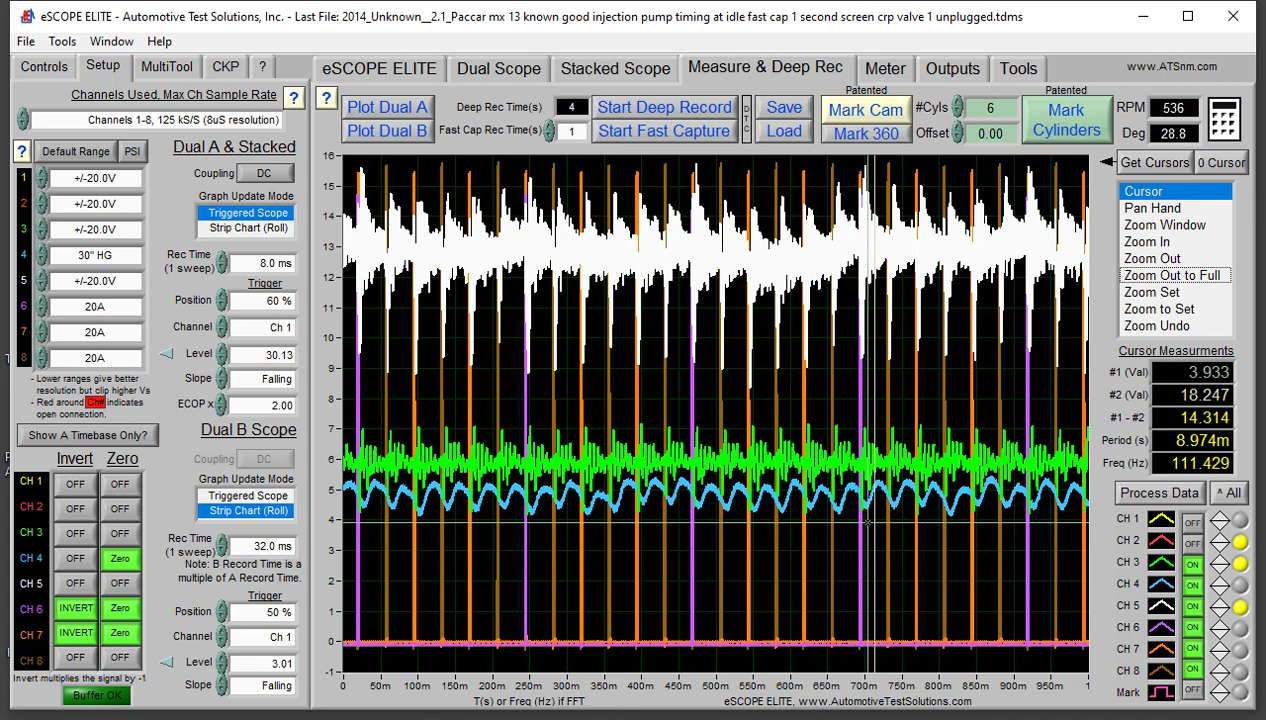 eSCOPE ELITE - Automotive Test Solutions, Inc. - Last File: 2014_Unknown__2.1_Paccar mx 13 known good injection pump timing at idle fast cap 1 second screen crp valve 1 unplugged.tdms
File Tools Window Help
Controls Setup MultiTool CKP ?
eSCOPE ELITE Dual Scope Stacked Scope Measure & Deep Rec Meter Outputs Tools www.ATSnm.com
Channels Used, Max Ch Sample Rate ?
Channels 1-8, 125 kS/S (8uS resolution)
? Default Range PSI
1 +/-20.0V
2 +/-20.0V
3 +/-20.0V
4 30" HG
5 +/-20.0V
6 20A
7 20A
8 20A
- Lower ranges give better
resolution but clip higher Vs
- Red around Ch# indicates
open connection.
Show A Timebase Only?
Invert Zero
CH 1 OFF OFF
CH 2 OFF OFF
CH 3 OFF OFF
CH 4 OFF Zero
CH 5 OFF OFF
CH 6 INVERT Zero
CH 7 INVERT Zero
CH 8 OFF OFF
Invert multiplies the signal by -1
Buffer OK
Dual A & Stacked
Coupling DC
Graph Update Mode
Triggered Scope
Strip Chart (Roll)
Rec Time
(1 sweep) 8.0 ms
Trigger
Position 60 %
Channel Ch 1
Level 30.13
Slope Falling
ECOP x 2.00
Dual B Scope
Coupling DC
Graph Update Mode
Triggered Scope
Strip Chart (Roll)
Rec Time
(1 sweep) 32.0 ms
Note: B Record Time is a
multiple of A Record Time.
Trigger
Position 50 %
Channel Ch 1
Level 3.01
Slope Falling
? Plot Dual A
Plot Dual B
Deep Rec Time(s) 4 Start Deep Record
Fast Cap Rec Time(s) 1 Start Fast Capture
DTC
Save
Load
Patented
Mark Cam
Mark 360
#Cyls 6
Offset 0.00
Patented
Mark
Cylinders
RPM 536
Deg 28.8
16
15
14
13
12
11
10
9
8
7
6
5
4
3
2
1
0
-1
0 50m 100m 150m 200m 250m 300m 350m 400m 450m 500m 550m 600m 650m 700m 750m 800m 850m 900m 950m 1
T(s) or Freq (Hz) if FFT eSCOPE ELITE, www.AutomotiveTestSolutions.com
Get Cursors 0 Cursor
Cursor
Pan Hand
Zoom Window
Zoom In
Zoom Out
Zoom Out to Full
Zoom Set
Zoom to Set
Zoom Undo
Cursor Measurments
#1 (Val) 3.933
#2 (Val) 18.247
#1 - #2 14.314
Period (s) 8.974m
Freq (Hz) 111.429
Process Data ^ All
CH 1 OFF
CH 2 OFF
CH 3 ON
CH 4 ON
CH 5 ON
CH 6 ON
CH 7 ON
CH 8 ON
Mark OFF